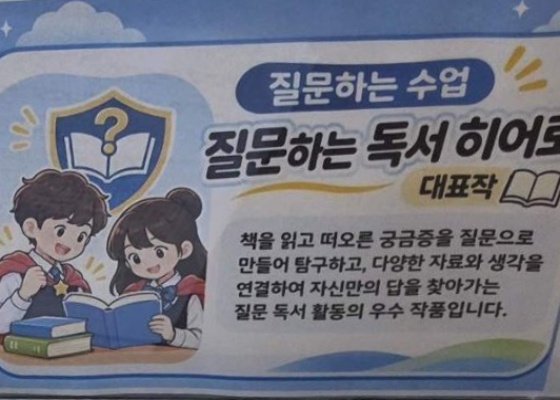 질문하는 수업
질문하는 독서 히어로
대표작
책을 읽고 떠오른 궁금증을 질문으로
만들어 탐구하고, 다양한 자료와 생각을
연결하여 자신만의 답을 찾아가는
질문 독서 활동의 우수 작품입니다.